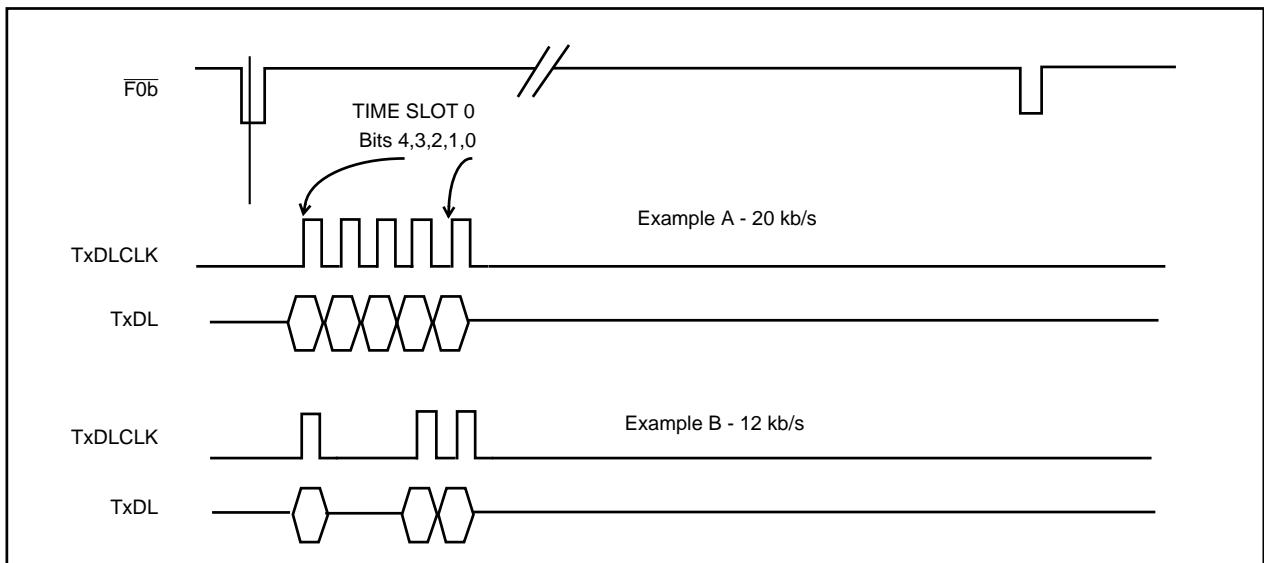 F0b
TIME SLOT 0
Bits 4,3,2,1,0
Example A - 20 kb/s
TxDLCLK
TxDL
Example B - 12 kb/s
TxDLCLK
TxDL